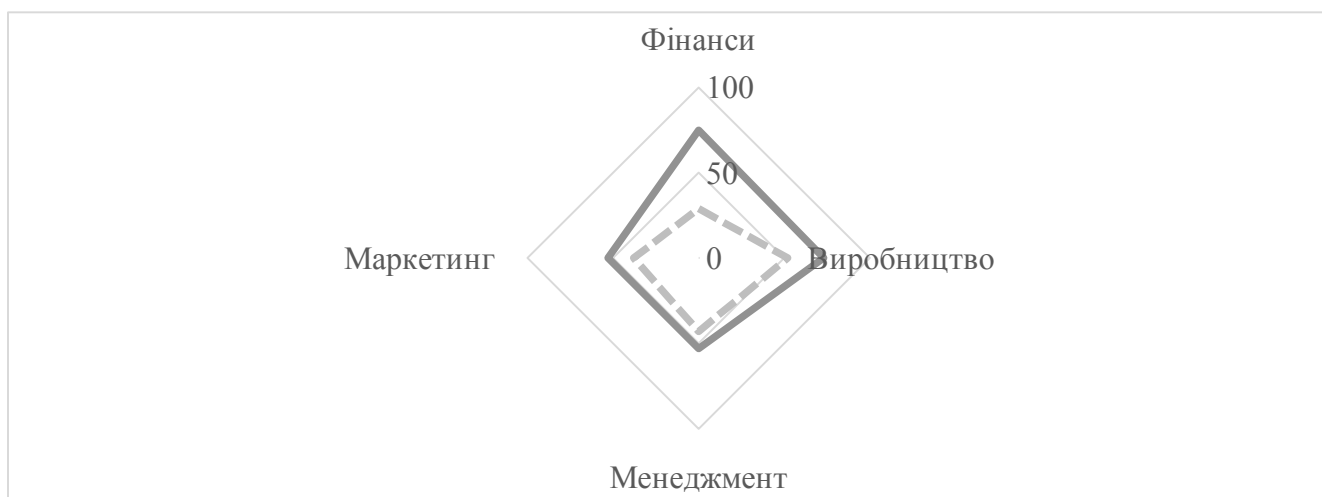 Фінанси
100
50
Маркетинг
0
Виробництво
Менеджмент